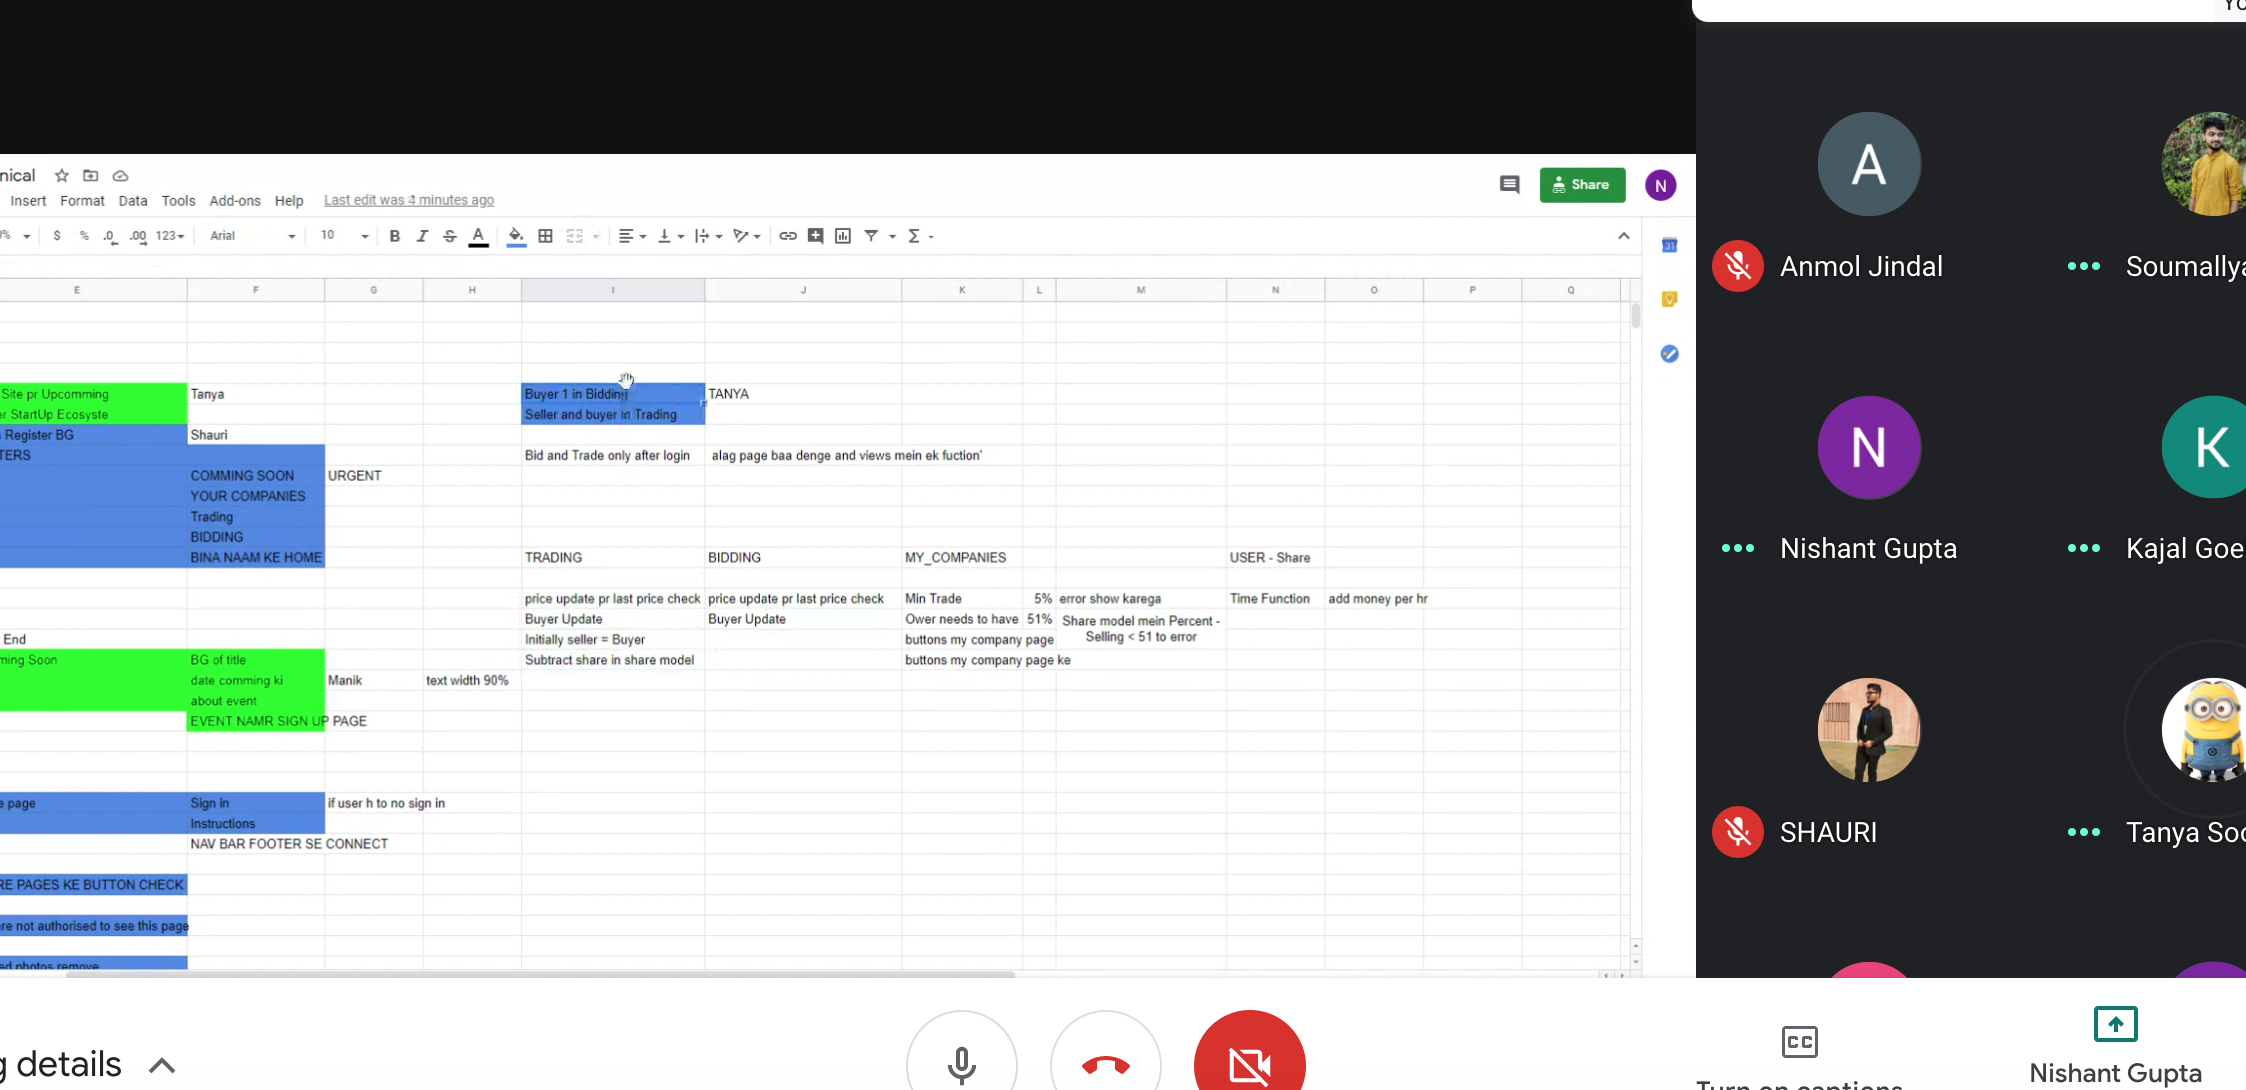 nical
Insert Format Data Tools Add-ons Help Last edit was 4 minutes ago
Share
N
% $ % .0 .00 123 Arial 10 B I S A
31
E F G H I J K L M N O P Q
Site pr Upcomming Tanya Buyer 1 in Bidding TANYA
r StartUp Ecosyste Seller and buyer in Trading
Register BG Shauri
TERS Bid and Trade only after login alag page baa denge and views mein ek fuction'
COMMING SOON URGENT
YOUR COMPANIES
Trading
BIDDING
BINA NAAM KE HOME TRADING BIDDING MY_COMPANIES USER - Share
price update pr last price check price update pr last price check Min Trade 5% error show karega Time Function add money per hr
Buyer Update Buyer Update Ower needs to have 51% Share model mein Percent -
End Initially seller = Buyer buttons my company page Selling < 51 to error
ming Soon BG of title Subtract share in share model buttons my company page ke
date comming ki Manik text width 90%
about event
EVENT NAMR SIGN UP PAGE
e page Sign in if user h to no sign in
Instructions
NAV BAR FOOTER SE CONNECT
RE PAGES KE BUTTON CHECK
re not authorised to see this page
ed photos remove
A
Anmol Jindal Soumallya
N K
Nishant Gupta Kajal Goe
SHAURI Tanya Soo
g details
CC
Turn on captions
Nishant Gupta